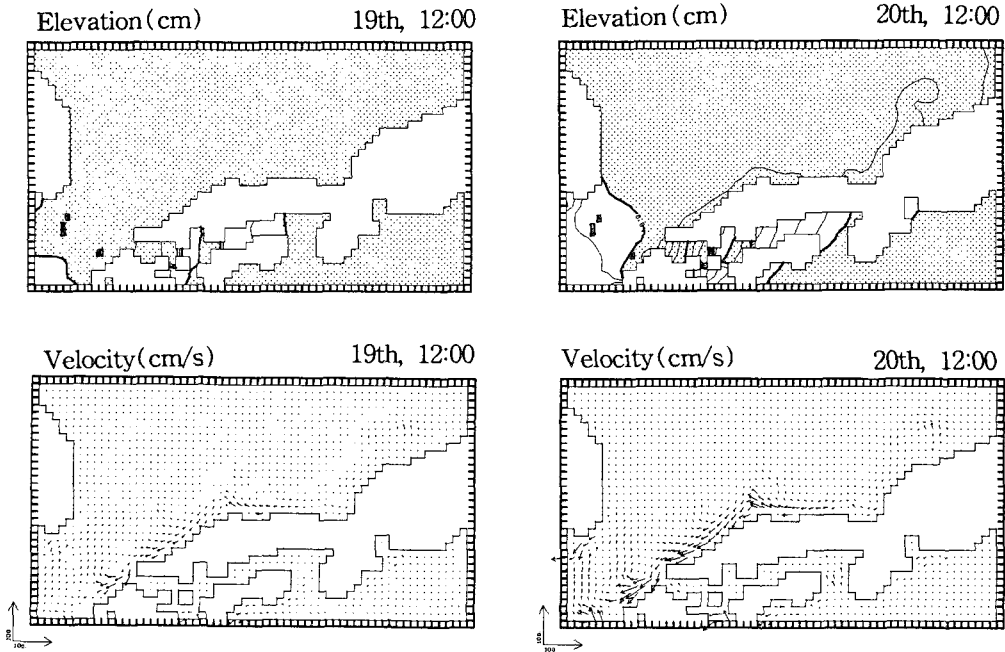 Elevation(cm) 19th, 12:00
Elevation(cm) 20th, 12:00
Velocity(cm/s) 19th, 12:00
Velocity(cm/s) 20th, 12:00